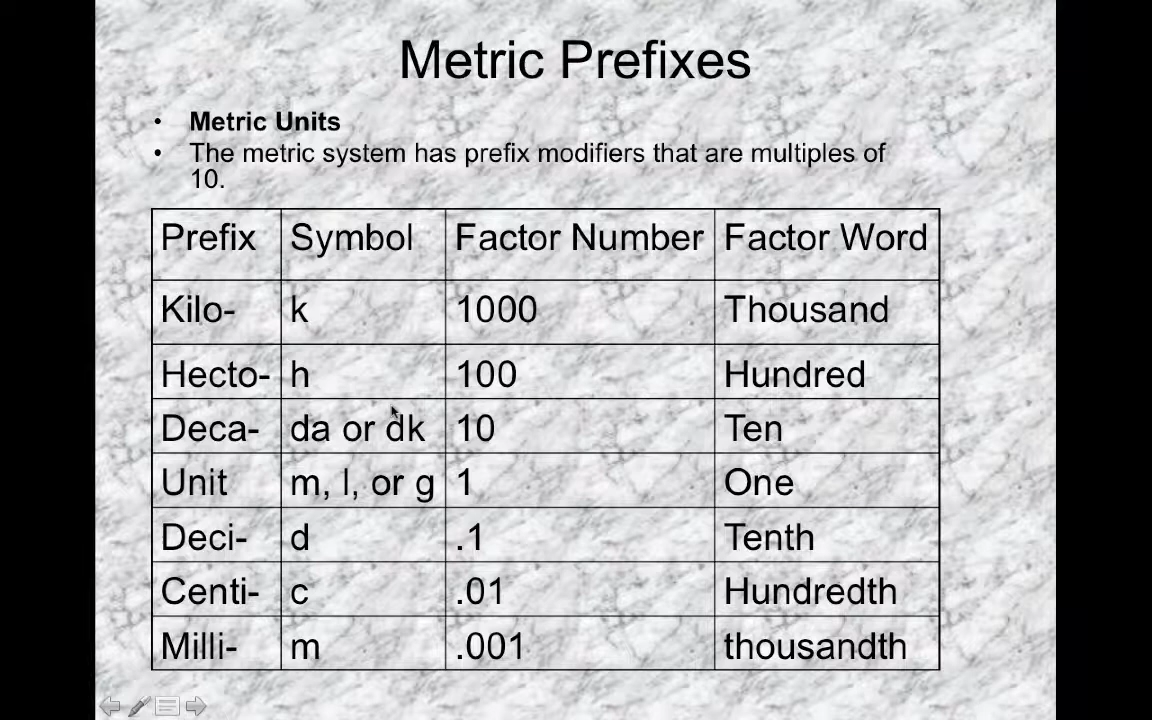 Metric Prefixes
• Metric Units
• The metric system has prefix modifiers that are multiples of
10.
Prefix Symbol Factor Number Factor Word
Kilo- k 1000 Thousand
Hecto- h 100 Hundred
Deca- da or dk 10 Ten
Unit m, l, or g 1 One
Deci- d .1 Tenth
Centi- c .01 Hundredth
Milli- m .001 thousandth